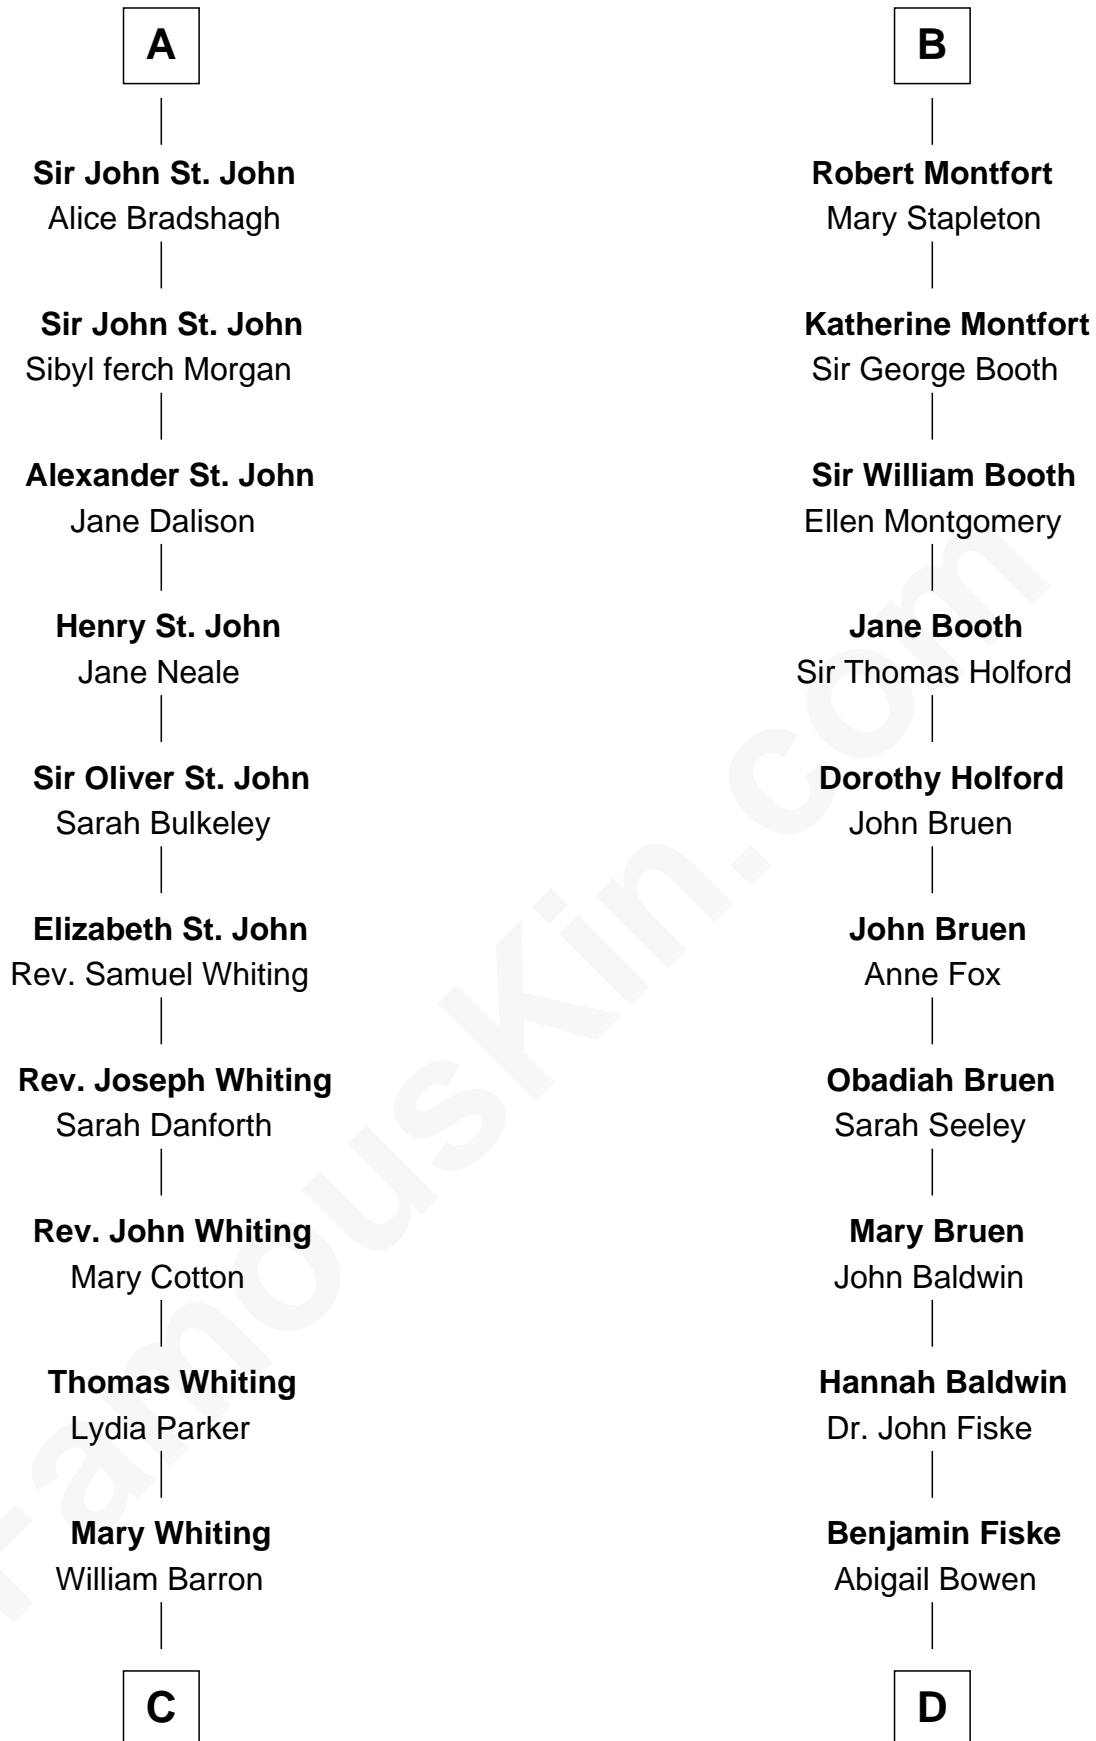 A
Sir John St. John
Alice Bradshagh
Sir John St. John
Sibyl ferch Morgan
Alexander St. John
Jane Dalison
Henry St. John
Jane Neale
Sir Oliver St. John
Sarah Bulkeley
Elizabeth St. John
Rev. Samuel Whiting
Rev. Joseph Whiting
Sarah Danforth
Rev. John Whiting
Mary Cotton
Thomas Whiting
Lydia Parker
Mary Whiting
William Barron
C
B
Robert Montfort
Mary Stapleton
Katherine Montfort
Sir George Booth
Sir William Booth
Ellen Montgomery
Jane Booth
Sir Thomas Holford
Dorothy Holford
John Bruen
John Bruen
Anne Fox
Obadiah Bruen
Sarah Seeley
Mary Bruen
John Baldwin
Hannah Baldwin
Dr. John Fiske
Benjamin Fiske
Abigail Bowen
D
FamousKin.com